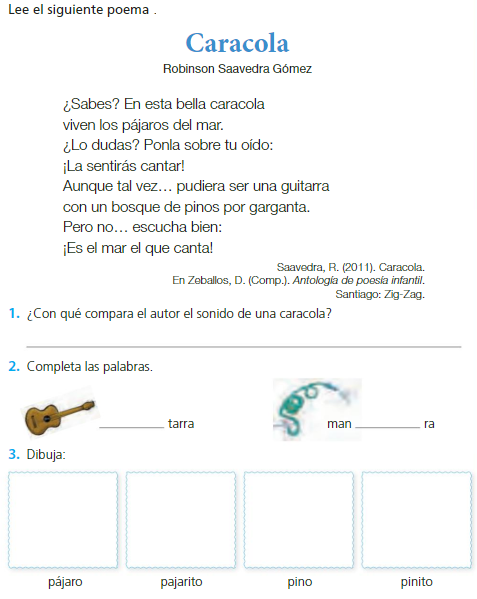 Lee el siguiente poema .
Caracola
Robinson Saavedra Gómez
¿Sabes? En esta bella caracola
viven los pájaros del mar.
¿Lo dudas? Ponla sobre tu oído:
¡La sentirás cantar!
Aunque tal vez... pudiera ser una guitarra
con un bosque de pinos por garganta.
Pero no... escucha bien:
¡Es el mar el que canta!
Saavedra, R. (2011). Caracola.
En Zeballos, D. (Comp.). Antología de poesía infantil.
Santiago: Zig-Zag.
1. ¿Con qué compara el autor el sonido de una caracola?
2. Completa las palabras.
________ tarra man ________ ra
3. Dibuja:
pájaro pajarito pino pinito